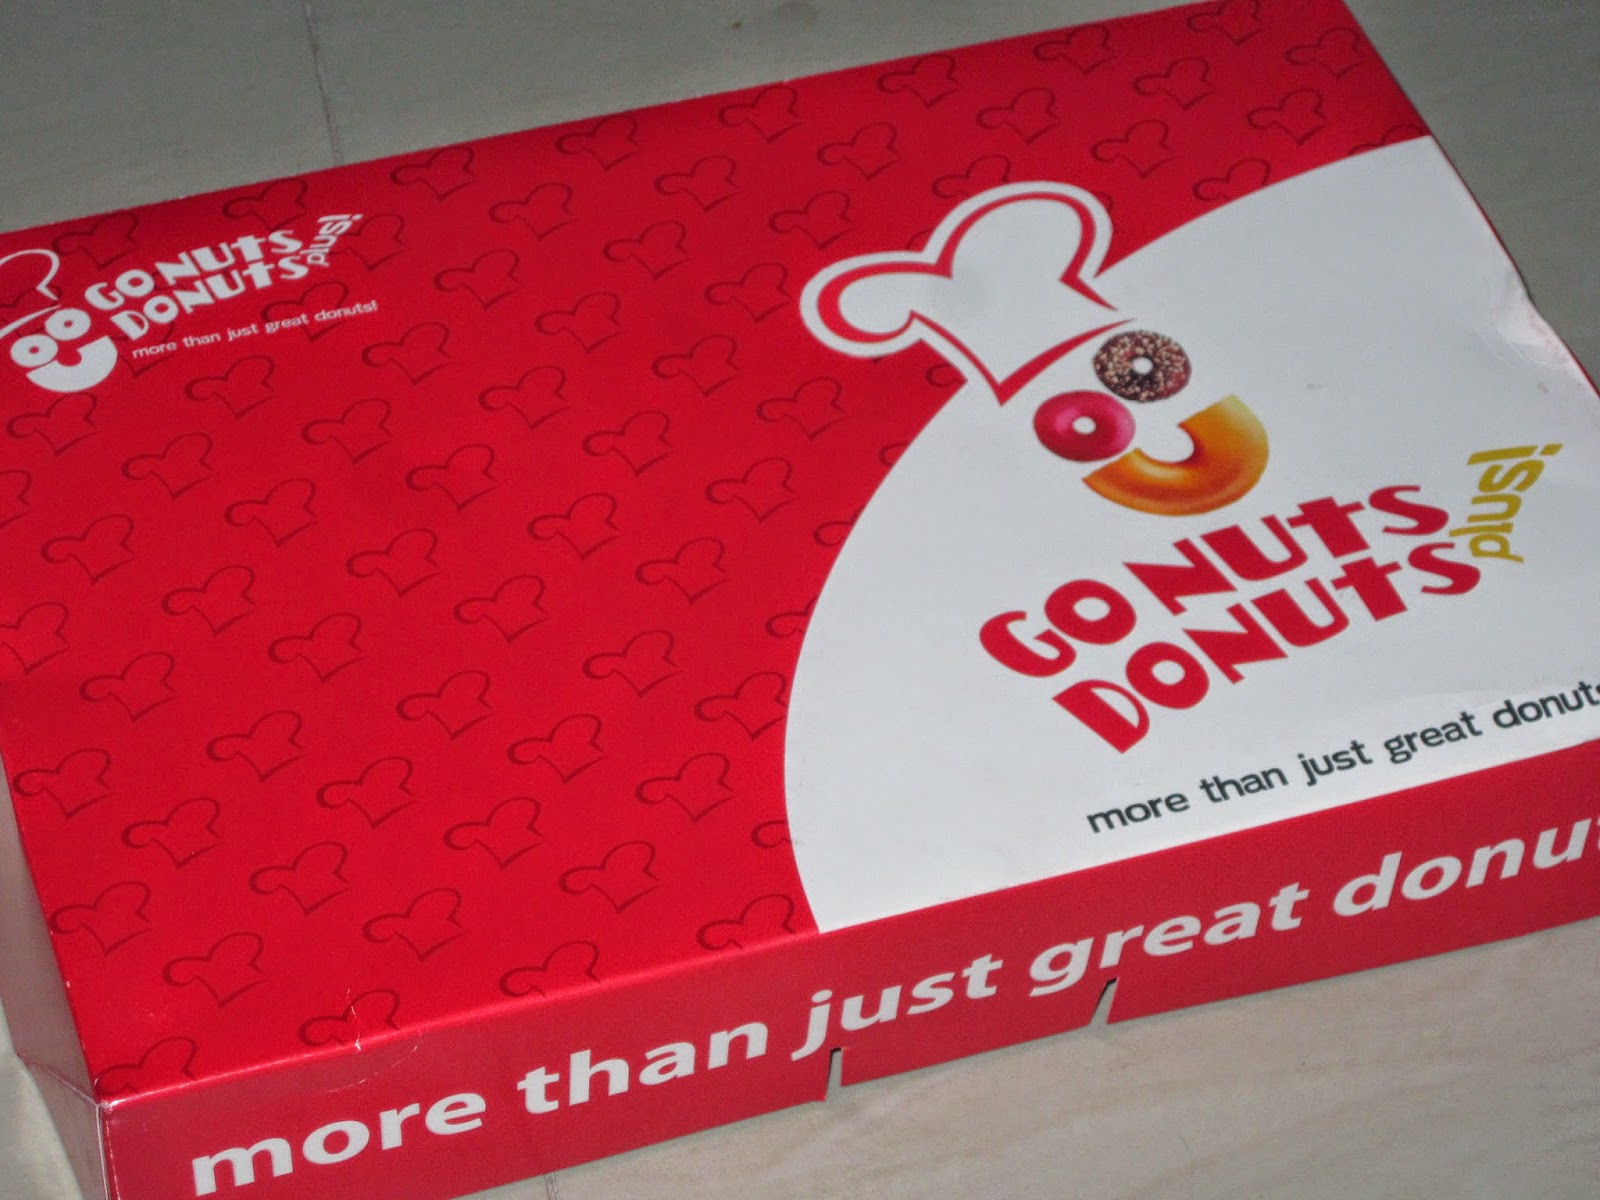 GO NUTS
DONUTS plus!
more than just great donuts!
GO NUTS
DONUTS plus!
more than just great donuts
more than just great donut